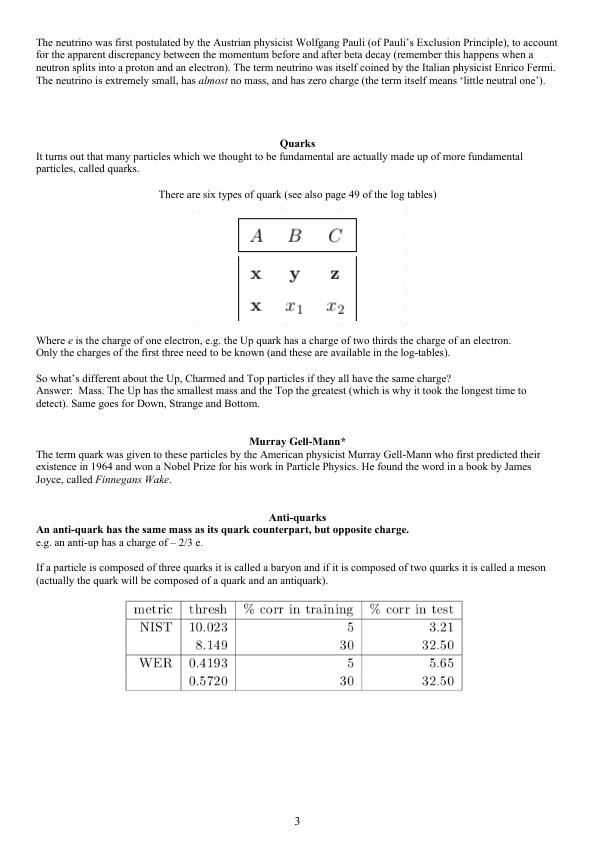 The neutrino was first postulated by the Austrian physicist Wolfgang Pauli (of Pauli's Exclusion Principle), to account
for the apparent discrepancy between the momentum before and after beta decay (remember this happens when a
neutron splits into a proton and an electron). The term neutrino was itself coined by the Italian physicist Enrico Fermi.
The neutrino is extremely small, has almost no mass, and has zero charge (the term itself means 'little neutral one').
Quarks
It turns out that many particles which we thought to be fundamental are actually made up of more fundamental
particles, called quarks.
There are six types of quark (see also page 49 of the log tables)
A B C
x y z
x x1 x2
Where e is the charge of one electron, e.g. the Up quark has a charge of two thirds the charge of an electron.
Only the charges of the first three need to be known (and these are available in the log-tables).
So what's different about the Up, Charmed and Top particles if they all have the same charge?
Answer: Mass. The Up has the smallest mass and the Top the greatest (which is why it took the longest time to
detect). Same goes for Down, Strange and Bottom.
Murray Gell-Mann*
The term quark was given to these particles by the American physicist Murray Gell-Mann who first predicted their
existence in 1964 and won a Nobel Prize for his work in Particle Physics. He found the word in a book by James
Joyce, called Finnegans Wake.
Anti-quarks
An anti-quark has the same mass as its quark counterpart, but opposite charge.
e.g. an anti-up has a charge of – 2/3 e.
If a particle is composed of three quarks it is called a baryon and if it is composed of two quarks it is called a meson
(actually the quark will be composed of a quark and an antiquark).
metric thresh % corr in training % corr in test
NIST 10.023 5 3.21
8.149 30 32.50
WER 0.4193 5 5.65
0.5720 30 32.50
3